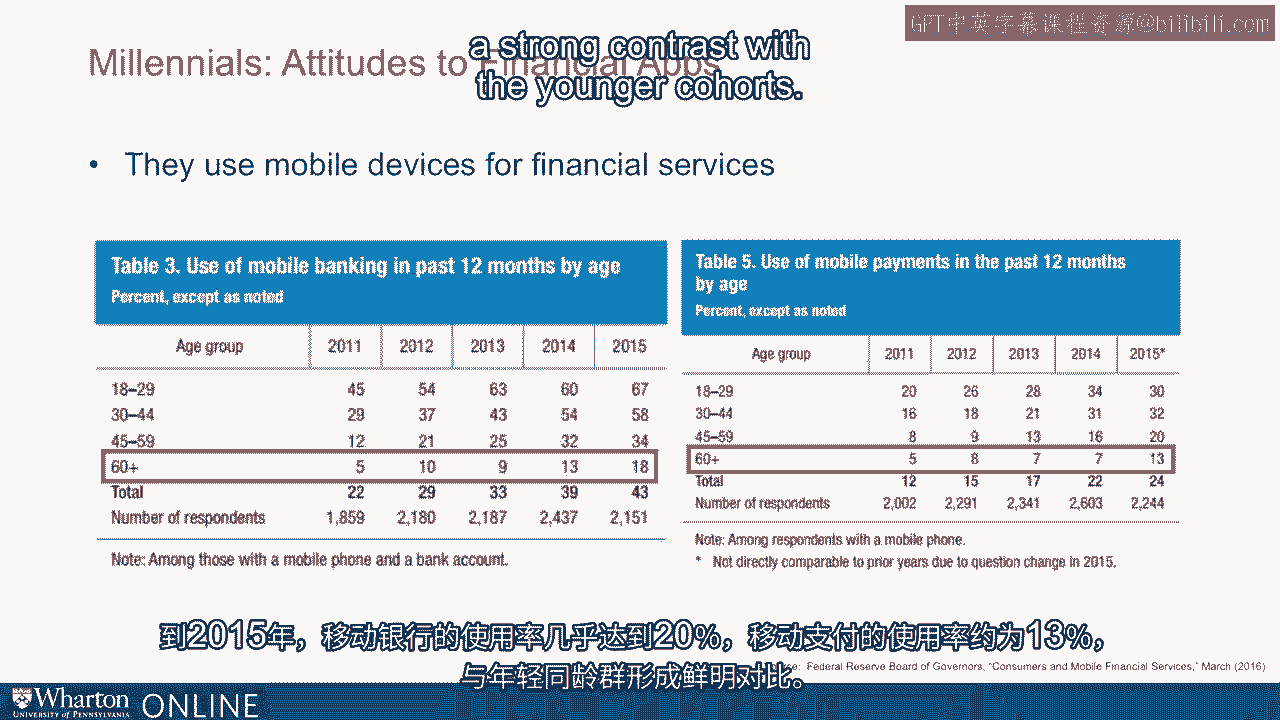 GPT中英字幕课程资源@bilibili.com
a strong contrast with
the younger cohorts.
Millennials: Attitudes to Financial Apps
• They use mobile devices for financial services
Table 3. Use of mobile banking in past 12 months by age
Percent, except as noted
Age group 2011 2012 2013 2014 2015
18–29 45 54 63 60 67
30–44 29 37 43 54 58
45–59 12 21 25 32 34
60+ 5 10 9 13 18
Total 22 29 33 39 43
Number of respondents 1,859 2,180 2,187 2,437 2,151
Note: Among those with a mobile phone and a bank account.
Table 5. Use of mobile payments in the past 12 months
by age
Percent, except as noted
Age group 2011 2012 2013 2014 2015*
18–29 20 26 28 34 30
30–44 16 18 21 31 32
45–59 8 9 13 16 20
60+ 5 8 7 7 13
Total 12 15 17 22 24
Number of respondents 2,002 2,291 2,341 2,603 2,244
Note: Among respondents with a mobile phone.
* Not directly comparable to prior years due to question change in 2015.
到2015年，移动银行的使用率几乎达到20%，移动支付的使用率约为13%，
与年轻同龄群形成鲜明对比。
Federal Reserve Board of Governors, "Consumers and Mobile Financial Services," March (2016)
Wharton
UNIVERSITY of PENNSYLVANIA
ONLINE